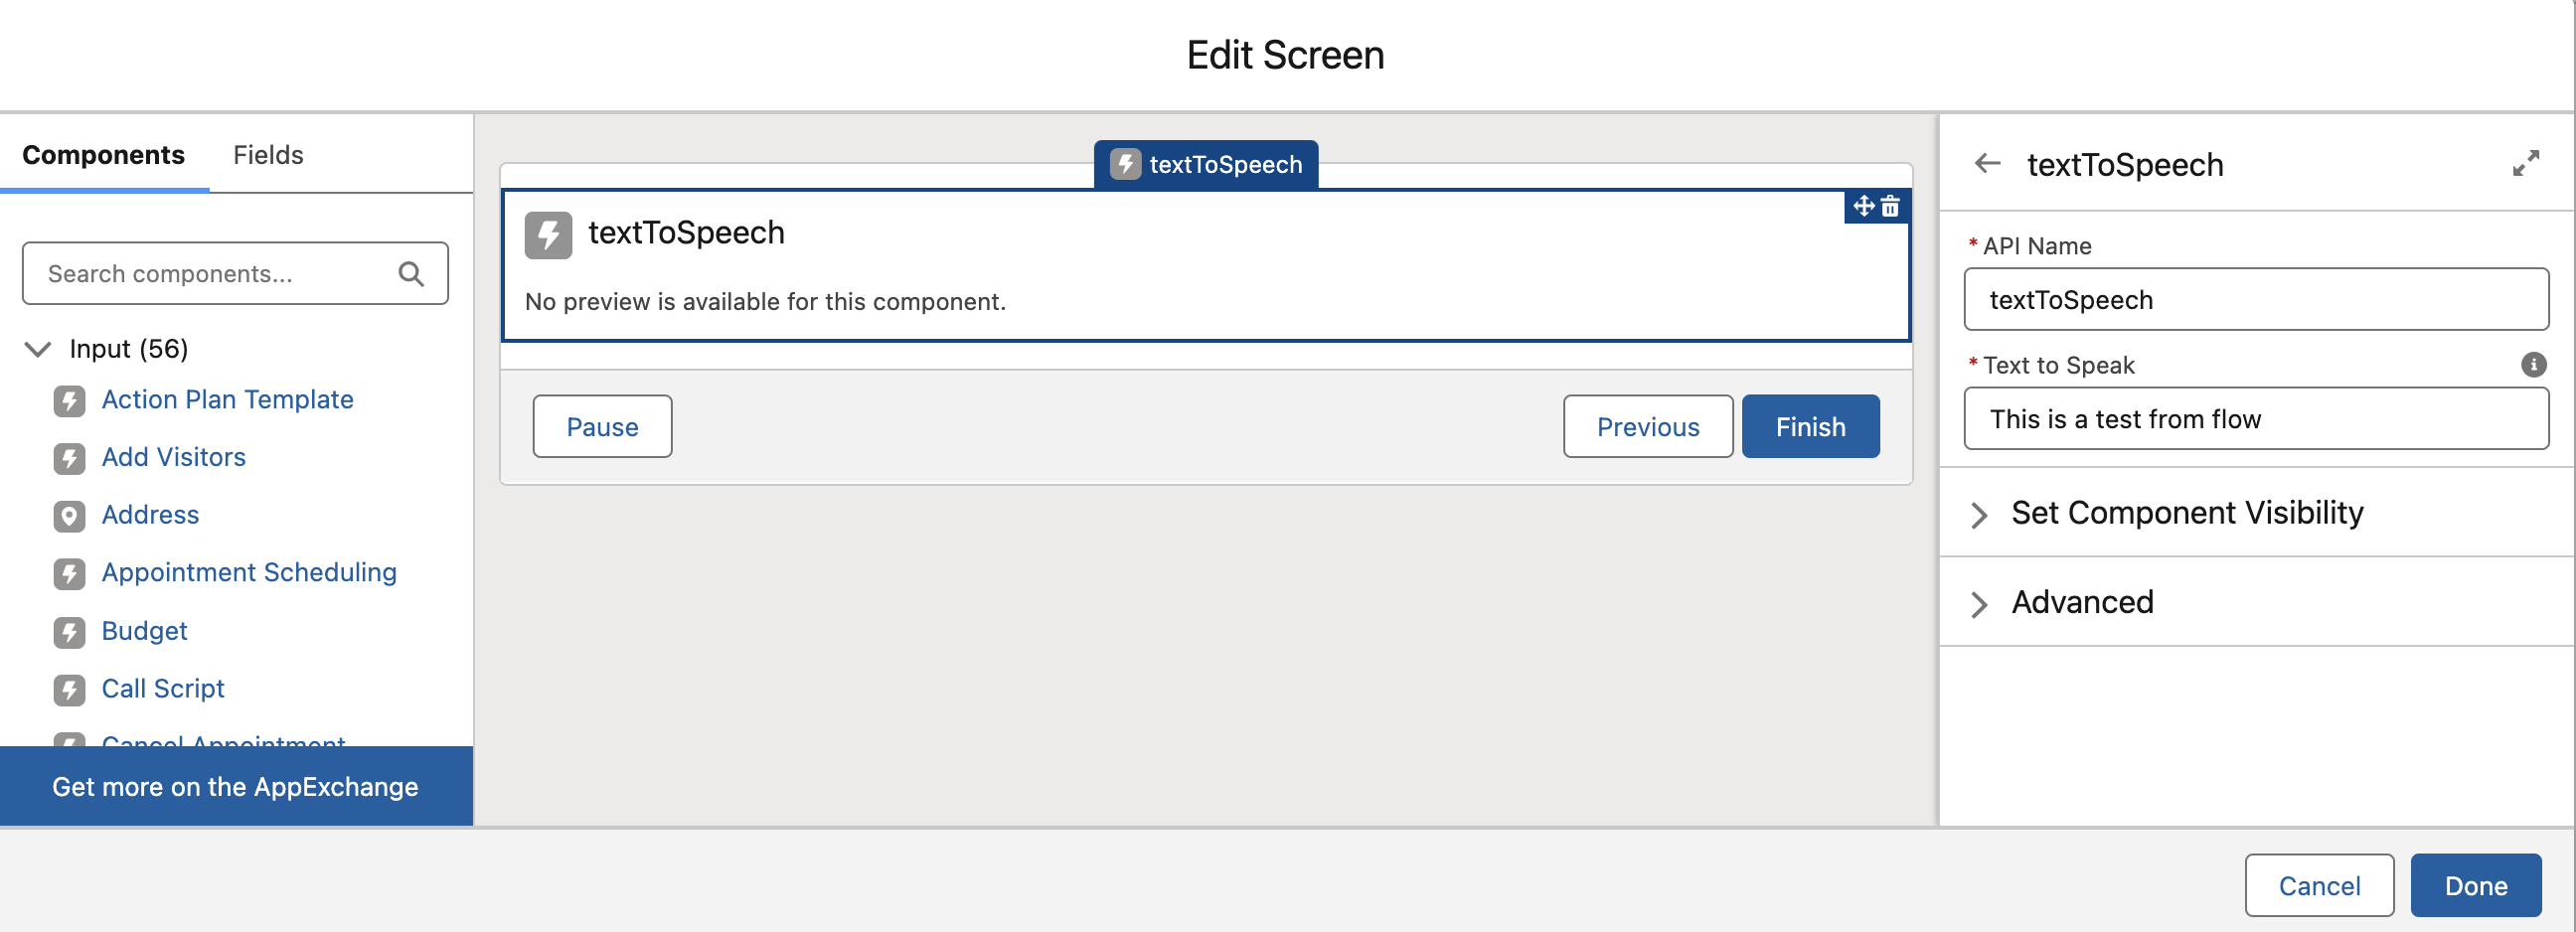 Edit Screen
Components Fields
Search components...
Input (56)
Action Plan Template
Add Visitors
Address
Appointment Scheduling
Budget
Call Script
Cancel Appointment
Get more on the AppExchange
textToSpeech
textToSpeech
No preview is available for this component.
Pause Previous Finish
textToSpeech
* API Name
textToSpeech
* Text to Speak
This is a test from flow
Set Component Visibility
Advanced
Cancel Done